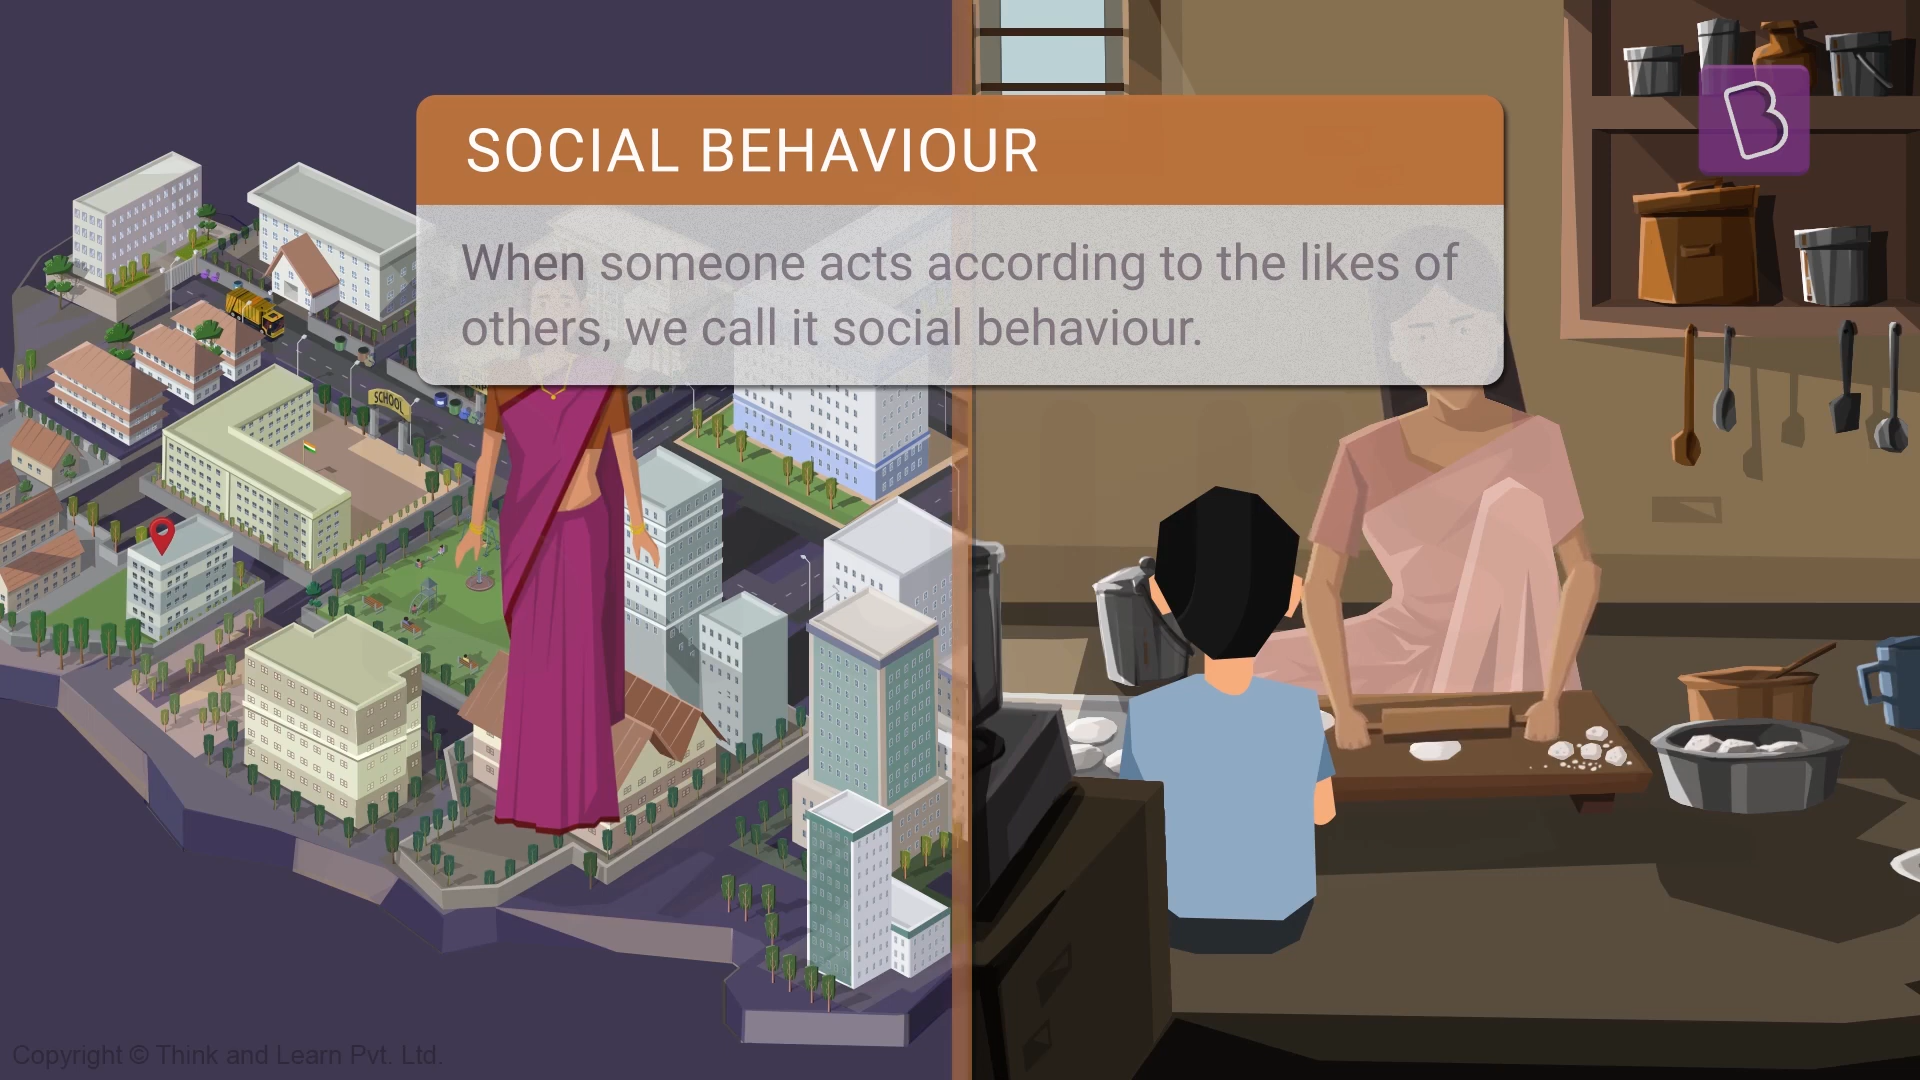 SOCIAL BEHAVIOUR
When someone acts according to the likes of
others, we call it social behaviour.
SCHOOL
Copyright © Think and Learn Pvt. Ltd.